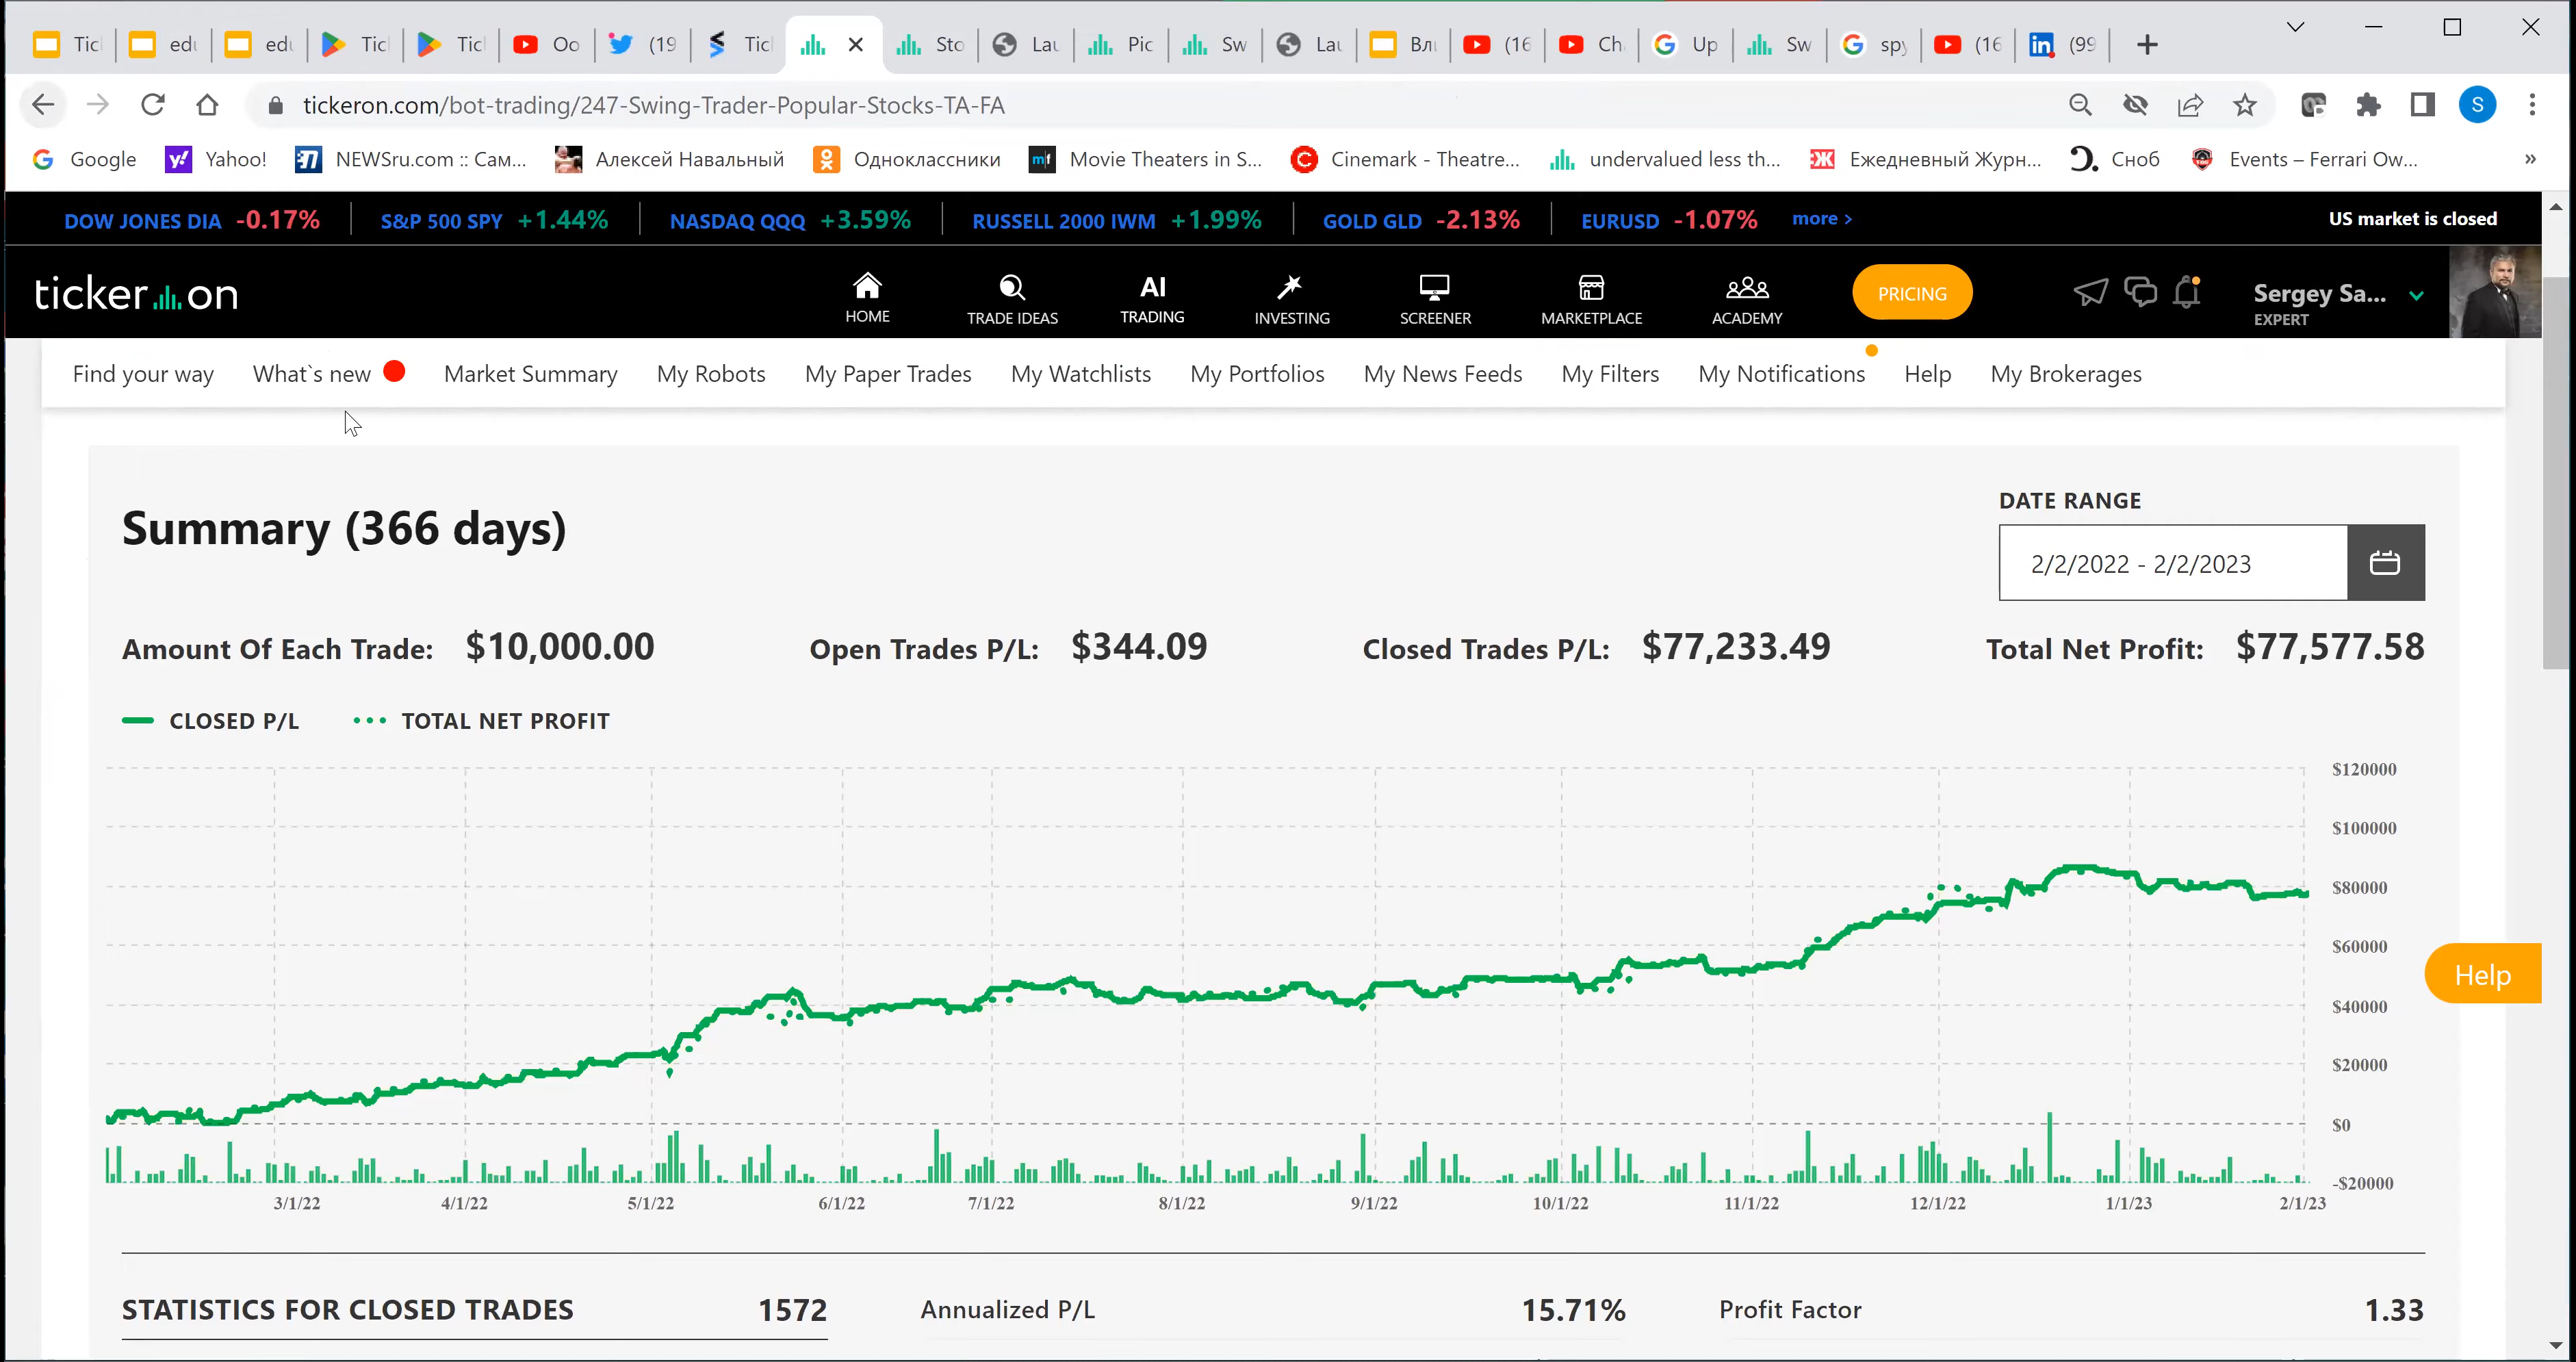 Tic edu edu Tic Tic Oo (19 Tic Sto Lau Pic Sw Lau Вл (16 Ch Up Sw spy (16 (99
tickeron.com/bot-trading/247-Swing-Trader-Popular-Stocks-TA-FA S
Google Yahoo! NEWSru.com :: Сам... Алексей Навальный Одноклассники Movie Theaters in S... Cinemark - Theatre... undervalued less th... Ежедневный Журн... Сноб Events – Ferrari Ow... »
DOW JONES DIA -0.17% S&P 500 SPY +1.44% NASDAQ QQQ +3.59% RUSSELL 2000 IWM +1.99% GOLD GLD -2.13% EURUSD -1.07% more > US market is closed
tickeron HOME TRADE IDEAS AI TRADING INVESTING SCREENER MARKETPLACE ACADEMY PRICING Sergey Sa... EXPERT
Find your way What`s new Market Summary My Robots My Paper Trades My Watchlists My Portfolios My News Feeds My Filters My Notifications Help My Brokerages
Summary (366 days)
DATE RANGE
2/2/2022 - 2/2/2023
Amount Of Each Trade: $10,000.00 Open Trades P/L: $344.09 Closed Trades P/L: $77,233.49 Total Net Profit: $77,577.58
CLOSED P/L TOTAL NET PROFIT
$120000
$100000
$80000
$60000
Help
$40000
$20000
$0
-$20000
3/1/22 4/1/22 5/1/22 6/1/22 7/1/22 8/1/22 9/1/22 10/1/22 11/1/22 12/1/22 1/1/23 2/1/23
STATISTICS FOR CLOSED TRADES 1572 Annualized P/L 15.71% Profit Factor 1.33